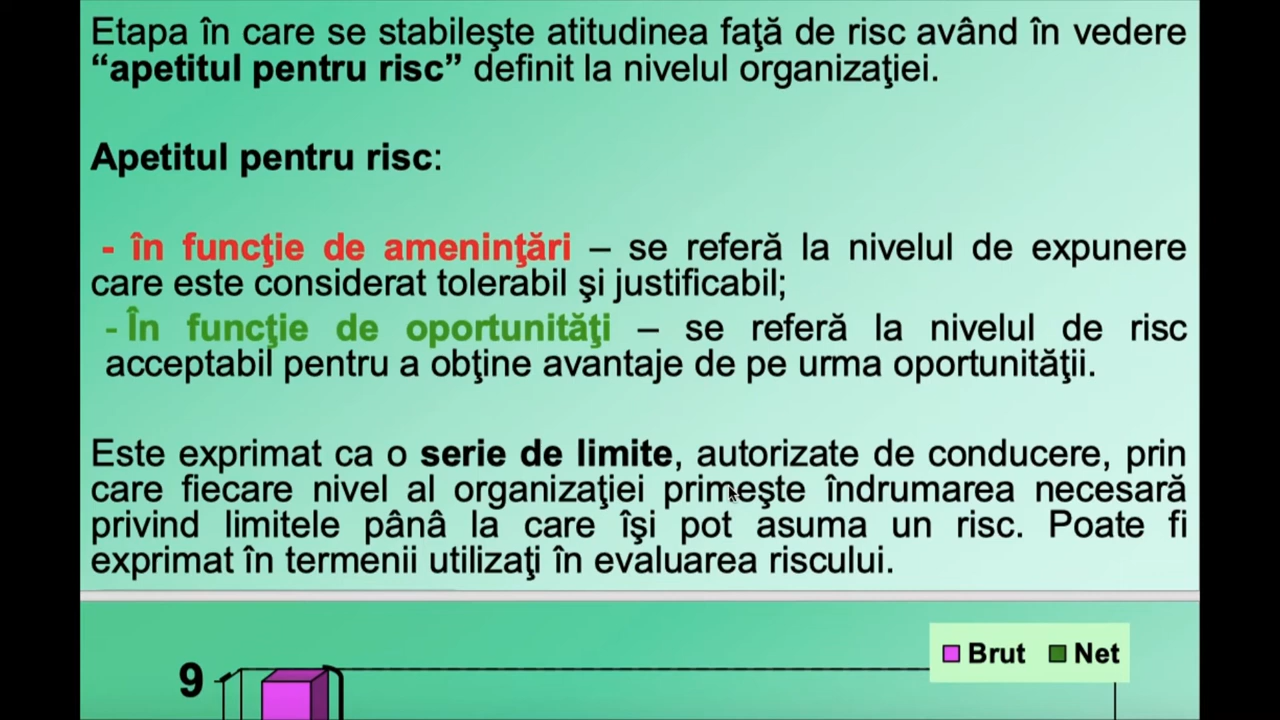 Etapa în care se stabileşte atitudinea faţă de risc având în vedere
“apetitul pentru risc” definit la nivelul organizaţiei.
Apetitul pentru risc:
- în funcţie de ameninţări – se referă la nivelul de expunere
care este considerat tolerabil şi justificabil;
- În funcţie de oportunităţi – se referă la nivelul de risc
acceptabil pentru a obţine avantaje de pe urma oportunităţii.
Este exprimat ca o serie de limite, autorizate de conducere, prin
care fiecare nivel al organizaţiei primeşte îndrumarea necesară
privind limitele pânâ la care îşi pot asuma un risc. Poate fi
exprimat în termenii utilizaţi în evaluarea riscului.
Brut Net
9